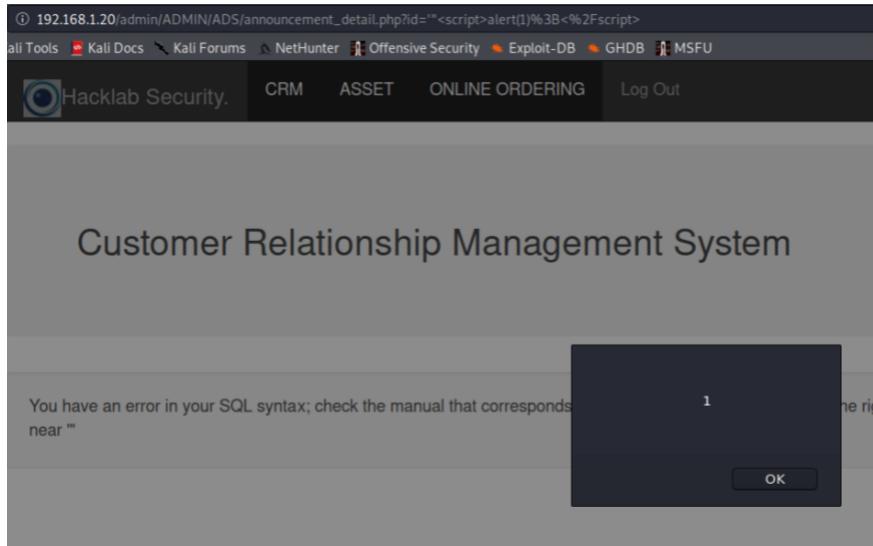 192.168.1.20/admin/ADMIN/ADS/announcement_detail.php?id='"<script>alert(1)%3B<%2Fscript>
ali Tools Kali Docs Kali Forums NetHunter Offensive Security Exploit-DB GHDB MSFU
Hacklab Security. CRM ASSET ONLINE ORDERING Log Out
Customer Relationship Management System
You have an error in your SQL syntax; check the manual that corresponds
near '"
1
OK